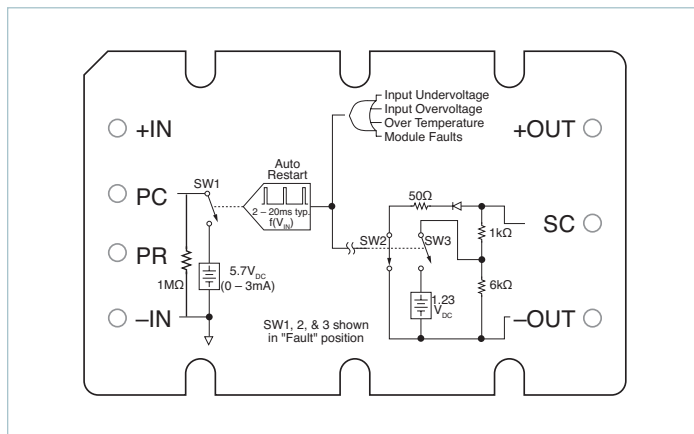 Input Undervoltage
Input Overvoltage
Over Temperature
Module Faults
+IN
+OUT
Auto
Restart
SW1
PC
2 – 20ms typ.
f(VIN)
50Ω
SC
1kΩ
SW2
SW3
PR
5.7VDC
(0 – 3mA)
1MΩ
6kΩ
1.23
VDC
–IN
–OUT
SW1, 2, & 3 shown
in "Fault" position